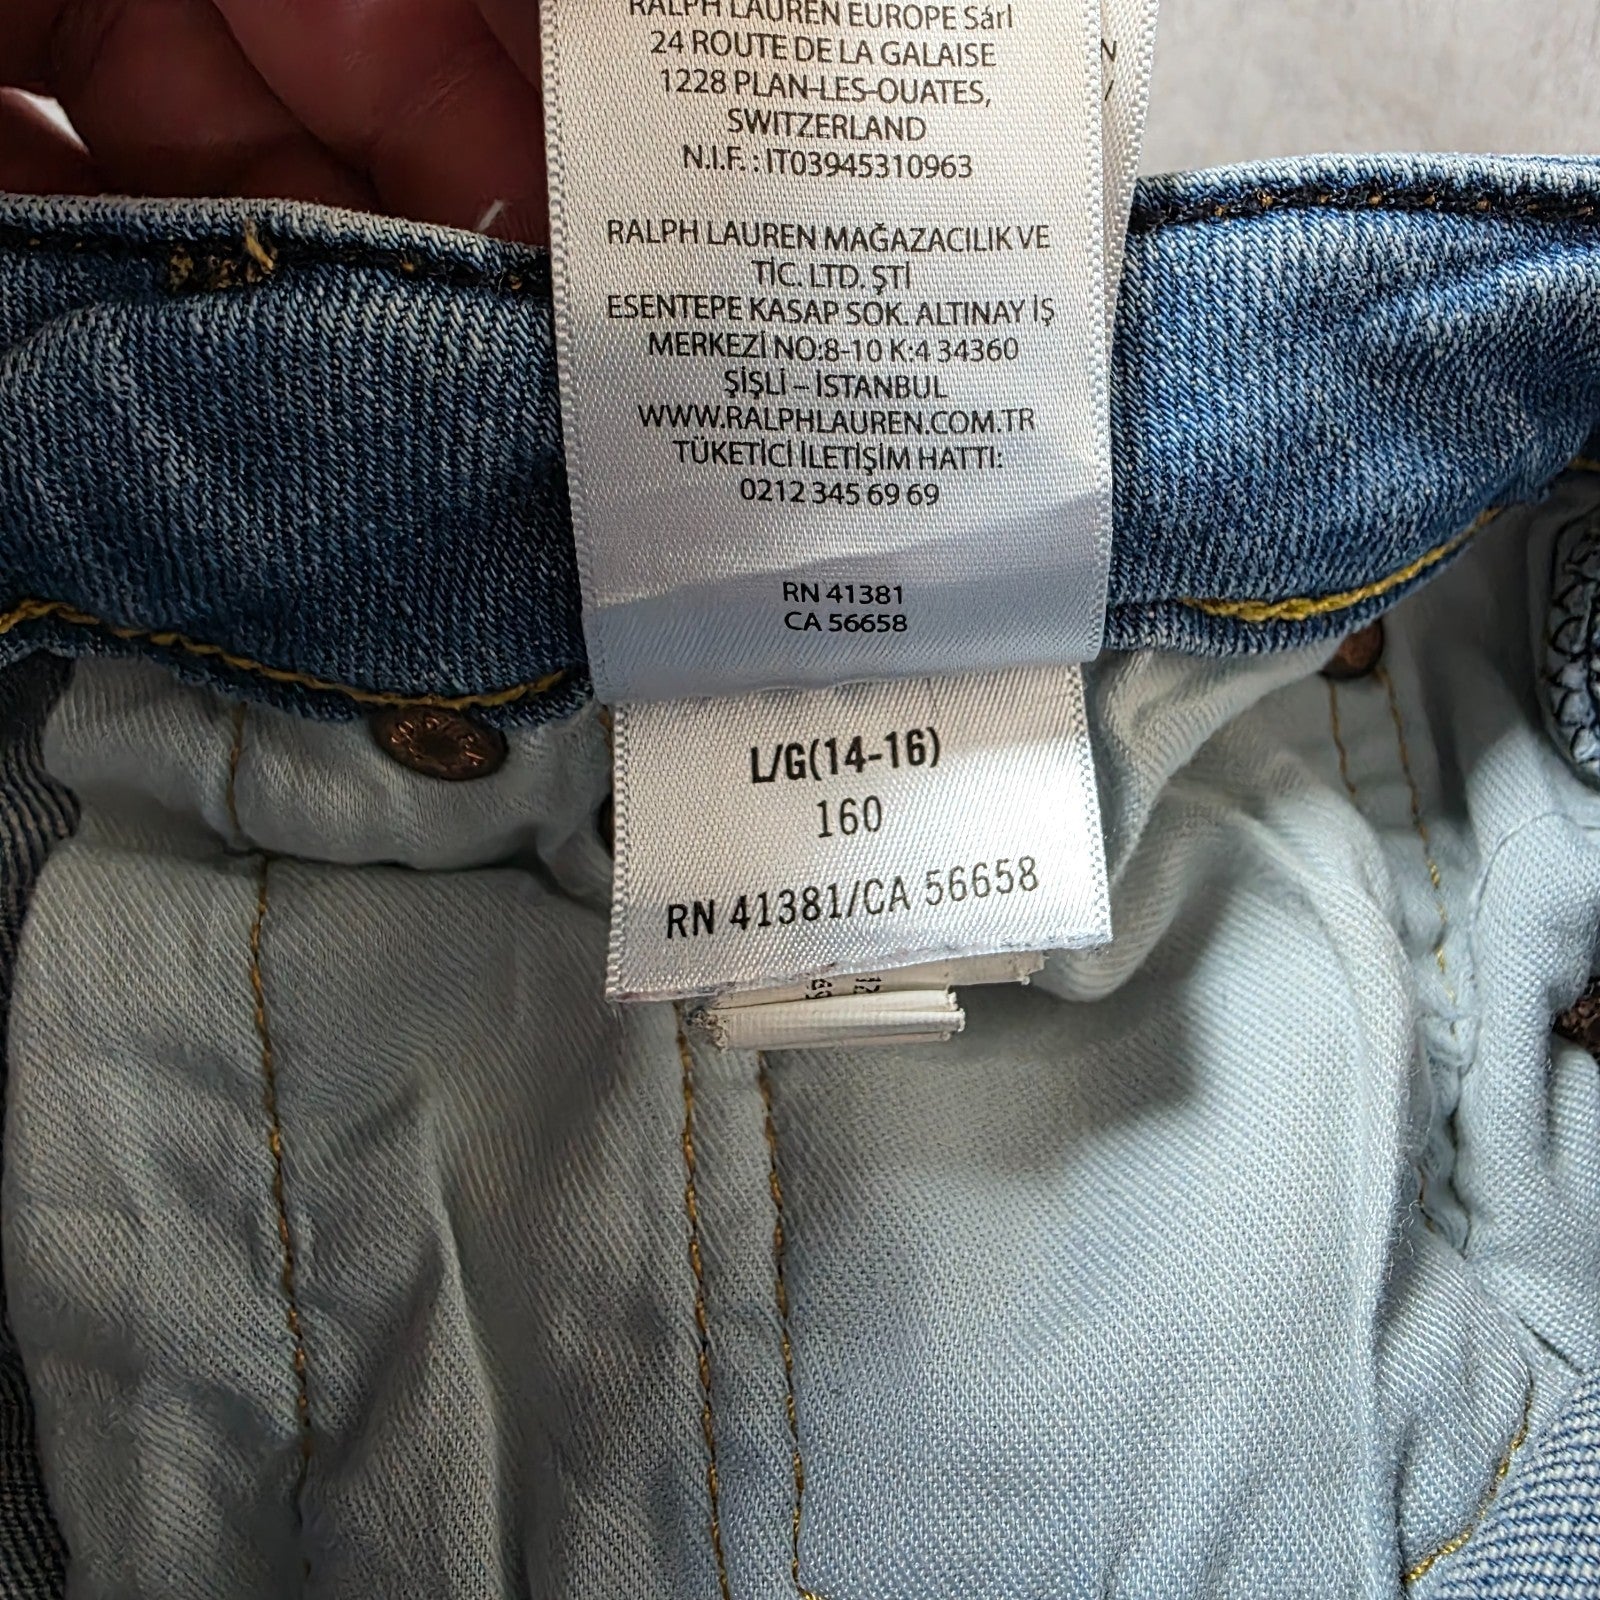 RALPH LAUREN EUROPE Sárl
24 ROUTE DE LA GALAISE
1228 PLAN-LES-OUATES,
SWITZERLAND
N.I.F. : IT03945310963
RALPH LAUREN MAĞAZACILIK VE
TİC. LTD. ŞTİ
ESENTEPE KASAP SOK. ALTINAY İŞ
MERKEZİ NO:8-10 K:4 34360
ŞİŞLİ – İSTANBUL
WWW.RALPHLAUREN.COM.TR
TÜKETİCİ İLETİŞİM HATTI:
0212 345 69 69
RN 41381
CA 56658
L/G(14-16)
160
RN 41381/CA 56658